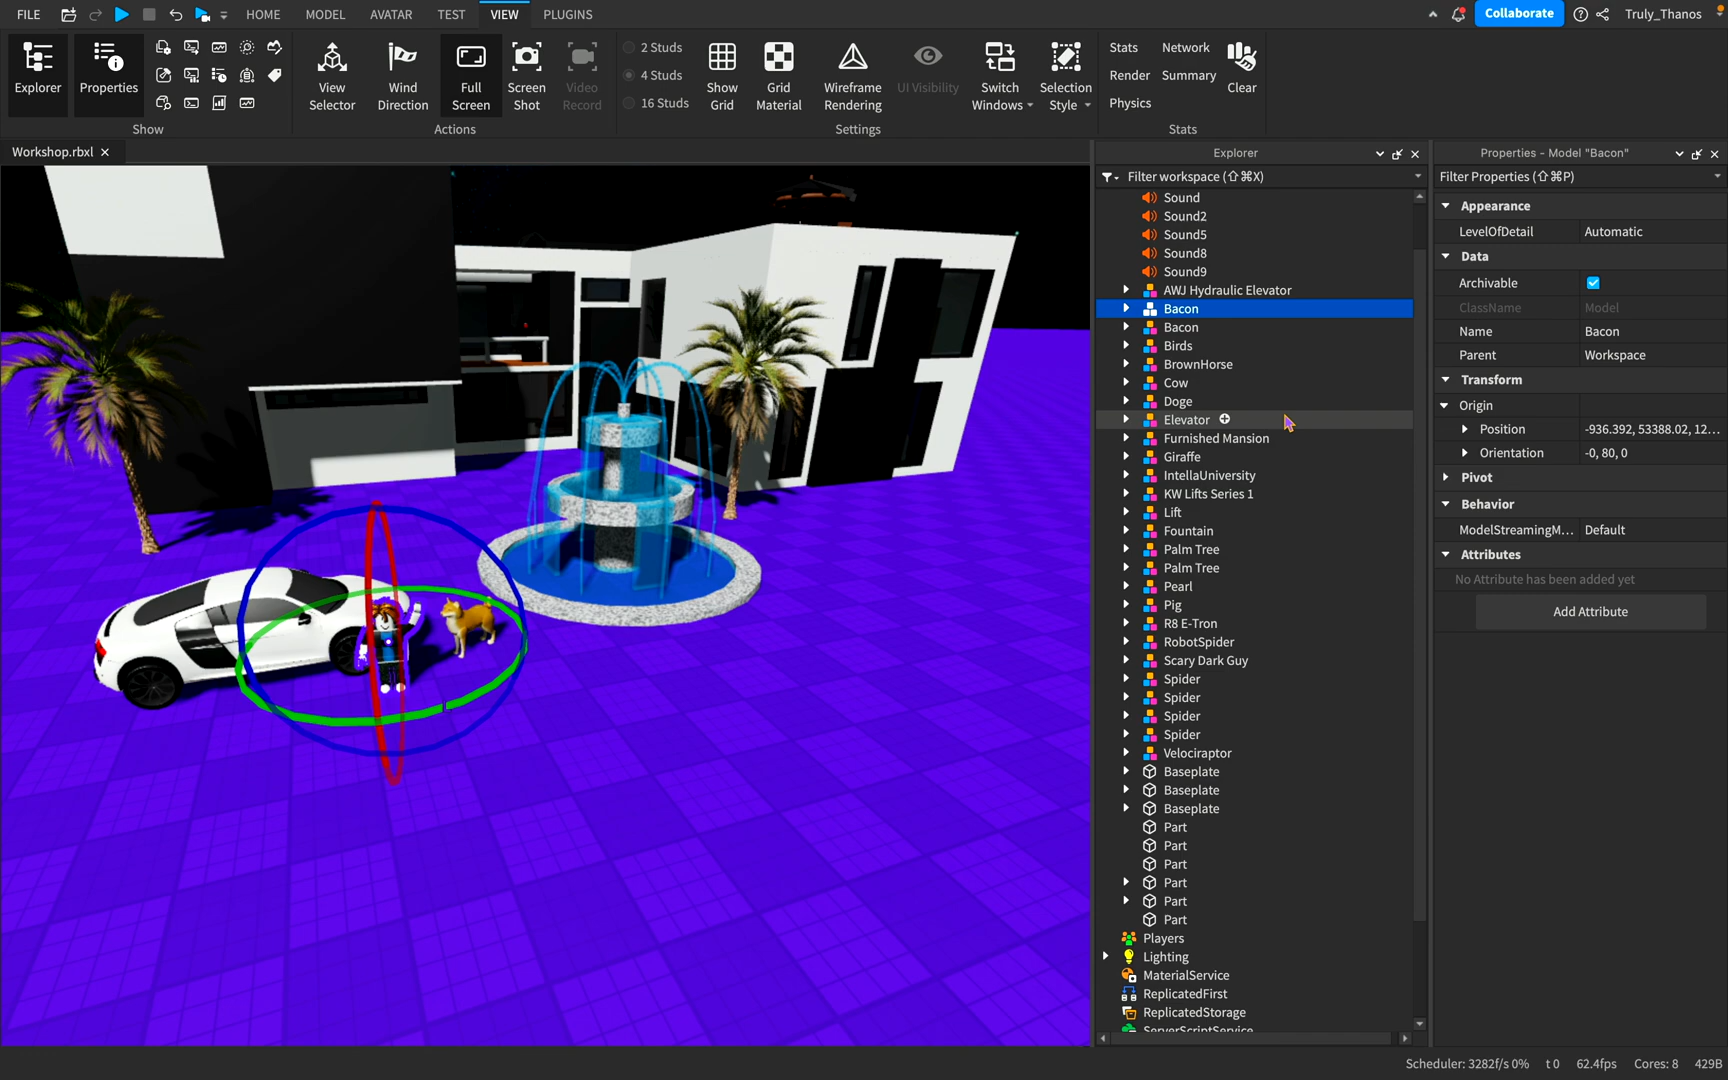 FILE
HOME
MODEL
AVATAR
TEST
VIEW
PLUGINS
Collaborate
Truly_Thanos
Explorer
Properties
Show
View
Selector
Wind
Direction
Full
Screen
Screen
Shot
Video
Record
Actions
2 Studs
4 Studs
16 Studs
Show
Grid
Grid
Material
Wireframe
Rendering
UI Visibility
Switch
Windows
Selection
Style
Settings
Stats
Network
Render
Summary
Physics
Clear
Stats
Workshop.rbxl
Explorer
Filter workspace (⇧⌘X)
Sound
Sound2
Sound5
Sound8
Sound9
AWJ Hydraulic Elevator
Bacon
Bacon
Birds
BrownHorse
Cow
Doge
Elevator
Furnished Mansion
Giraffe
IntellaUniversity
KW Lifts Series 1
Lift
Fountain
Palm Tree
Palm Tree
Pearl
Pig
R8 E-Tron
RobotSpider
Scary Dark Guy
Spider
Spider
Spider
Spider
Velociraptor
Baseplate
Baseplate
Baseplate
Part
Part
Part
Part
Part
Part
Players
Lighting
MaterialService
ReplicatedFirst
ReplicatedStorage
ServerScriptService
Properties - Model "Bacon"
Filter Properties (⇧⌘P)
Appearance
LevelOfDetail Automatic
Data
Archivable
ClassName Model
Name Bacon
Parent Workspace
Transform
Origin
Position -936.392, 53388.02, 12...
Orientation -0, 80, 0
Pivot
Behavior
ModelStreamingM... Default
Attributes
No Attribute has been added yet
Add Attribute
Scheduler: 3282f/s 0% t 0 62.4fps Cores: 8 429B